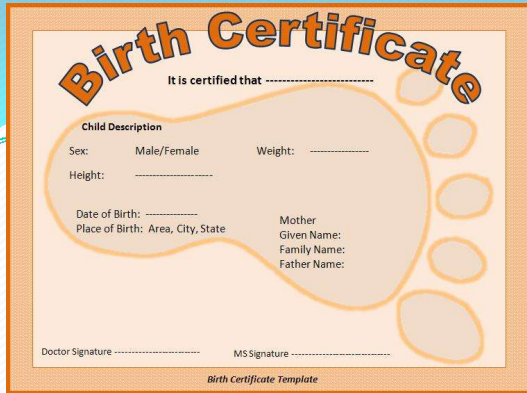 Birth Certificate
It is certified that -------------------------
Child Description
Sex: Male/Female Weight: ----------------
Height: ---------------------
Date of Birth: --------------
Place of Birth: Area, City, State
Mother
Given Name:
Family Name:
Father Name:
Doctor Signature -------------------------- MS Signature ------------------------------
Birth Certificate Template